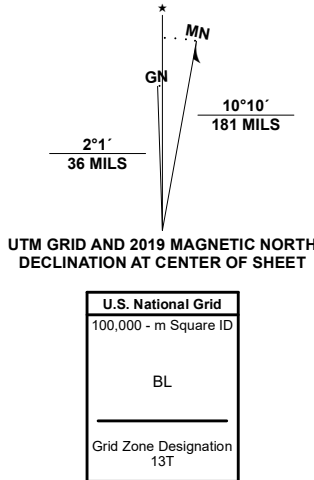 ★
MN
GN
10°10´
181 MILS
2°1´
36 MILS
UTM GRID AND 2019 MAGNETIC NORTH
DECLINATION AT CENTER OF SHEET
U.S. National Grid
100,000 - m Square ID
BL
Grid Zone Designation
13T